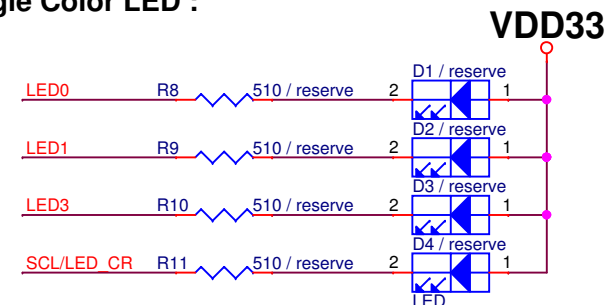 gle Color LED :
VDD33
D1 / reserve
LED0 R8 510 / reserve 2 1
D2 / reserve
LED1 R9 510 / reserve 2 1
D3 / reserve
LED3 R10 510 / reserve 2 1
D4 / reserve
SCL/LED_CR R11 510 / reserve 2 1
LED